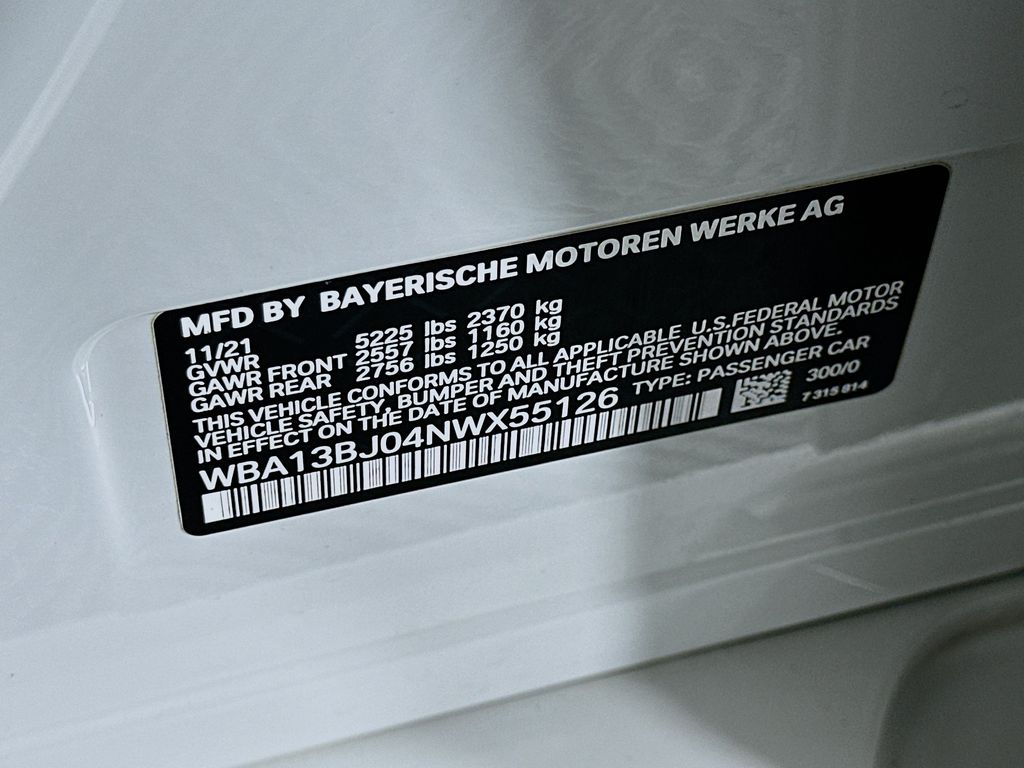 MFD BY BAYERISCHE MOTOREN WERKE AG
11/21
GVWR 5225 lbs 2370 kg
GAWR FRONT 2557 lbs 1160 kg
GAWR REAR 2756 lbs 1250 kg
THIS VEHICLE CONFORMS TO ALL APPLICABLE U.S.FEDERAL MOTOR
VEHICLE SAFETY, BUMPER AND THEFT PREVENTION STANDARDS
IN EFFECT ON THE DATE OF MANUFACTURE SHOWN ABOVE.
WBA13BJ04NWX55126 TYPE: PASSENGER CAR
300/0
7 315 814